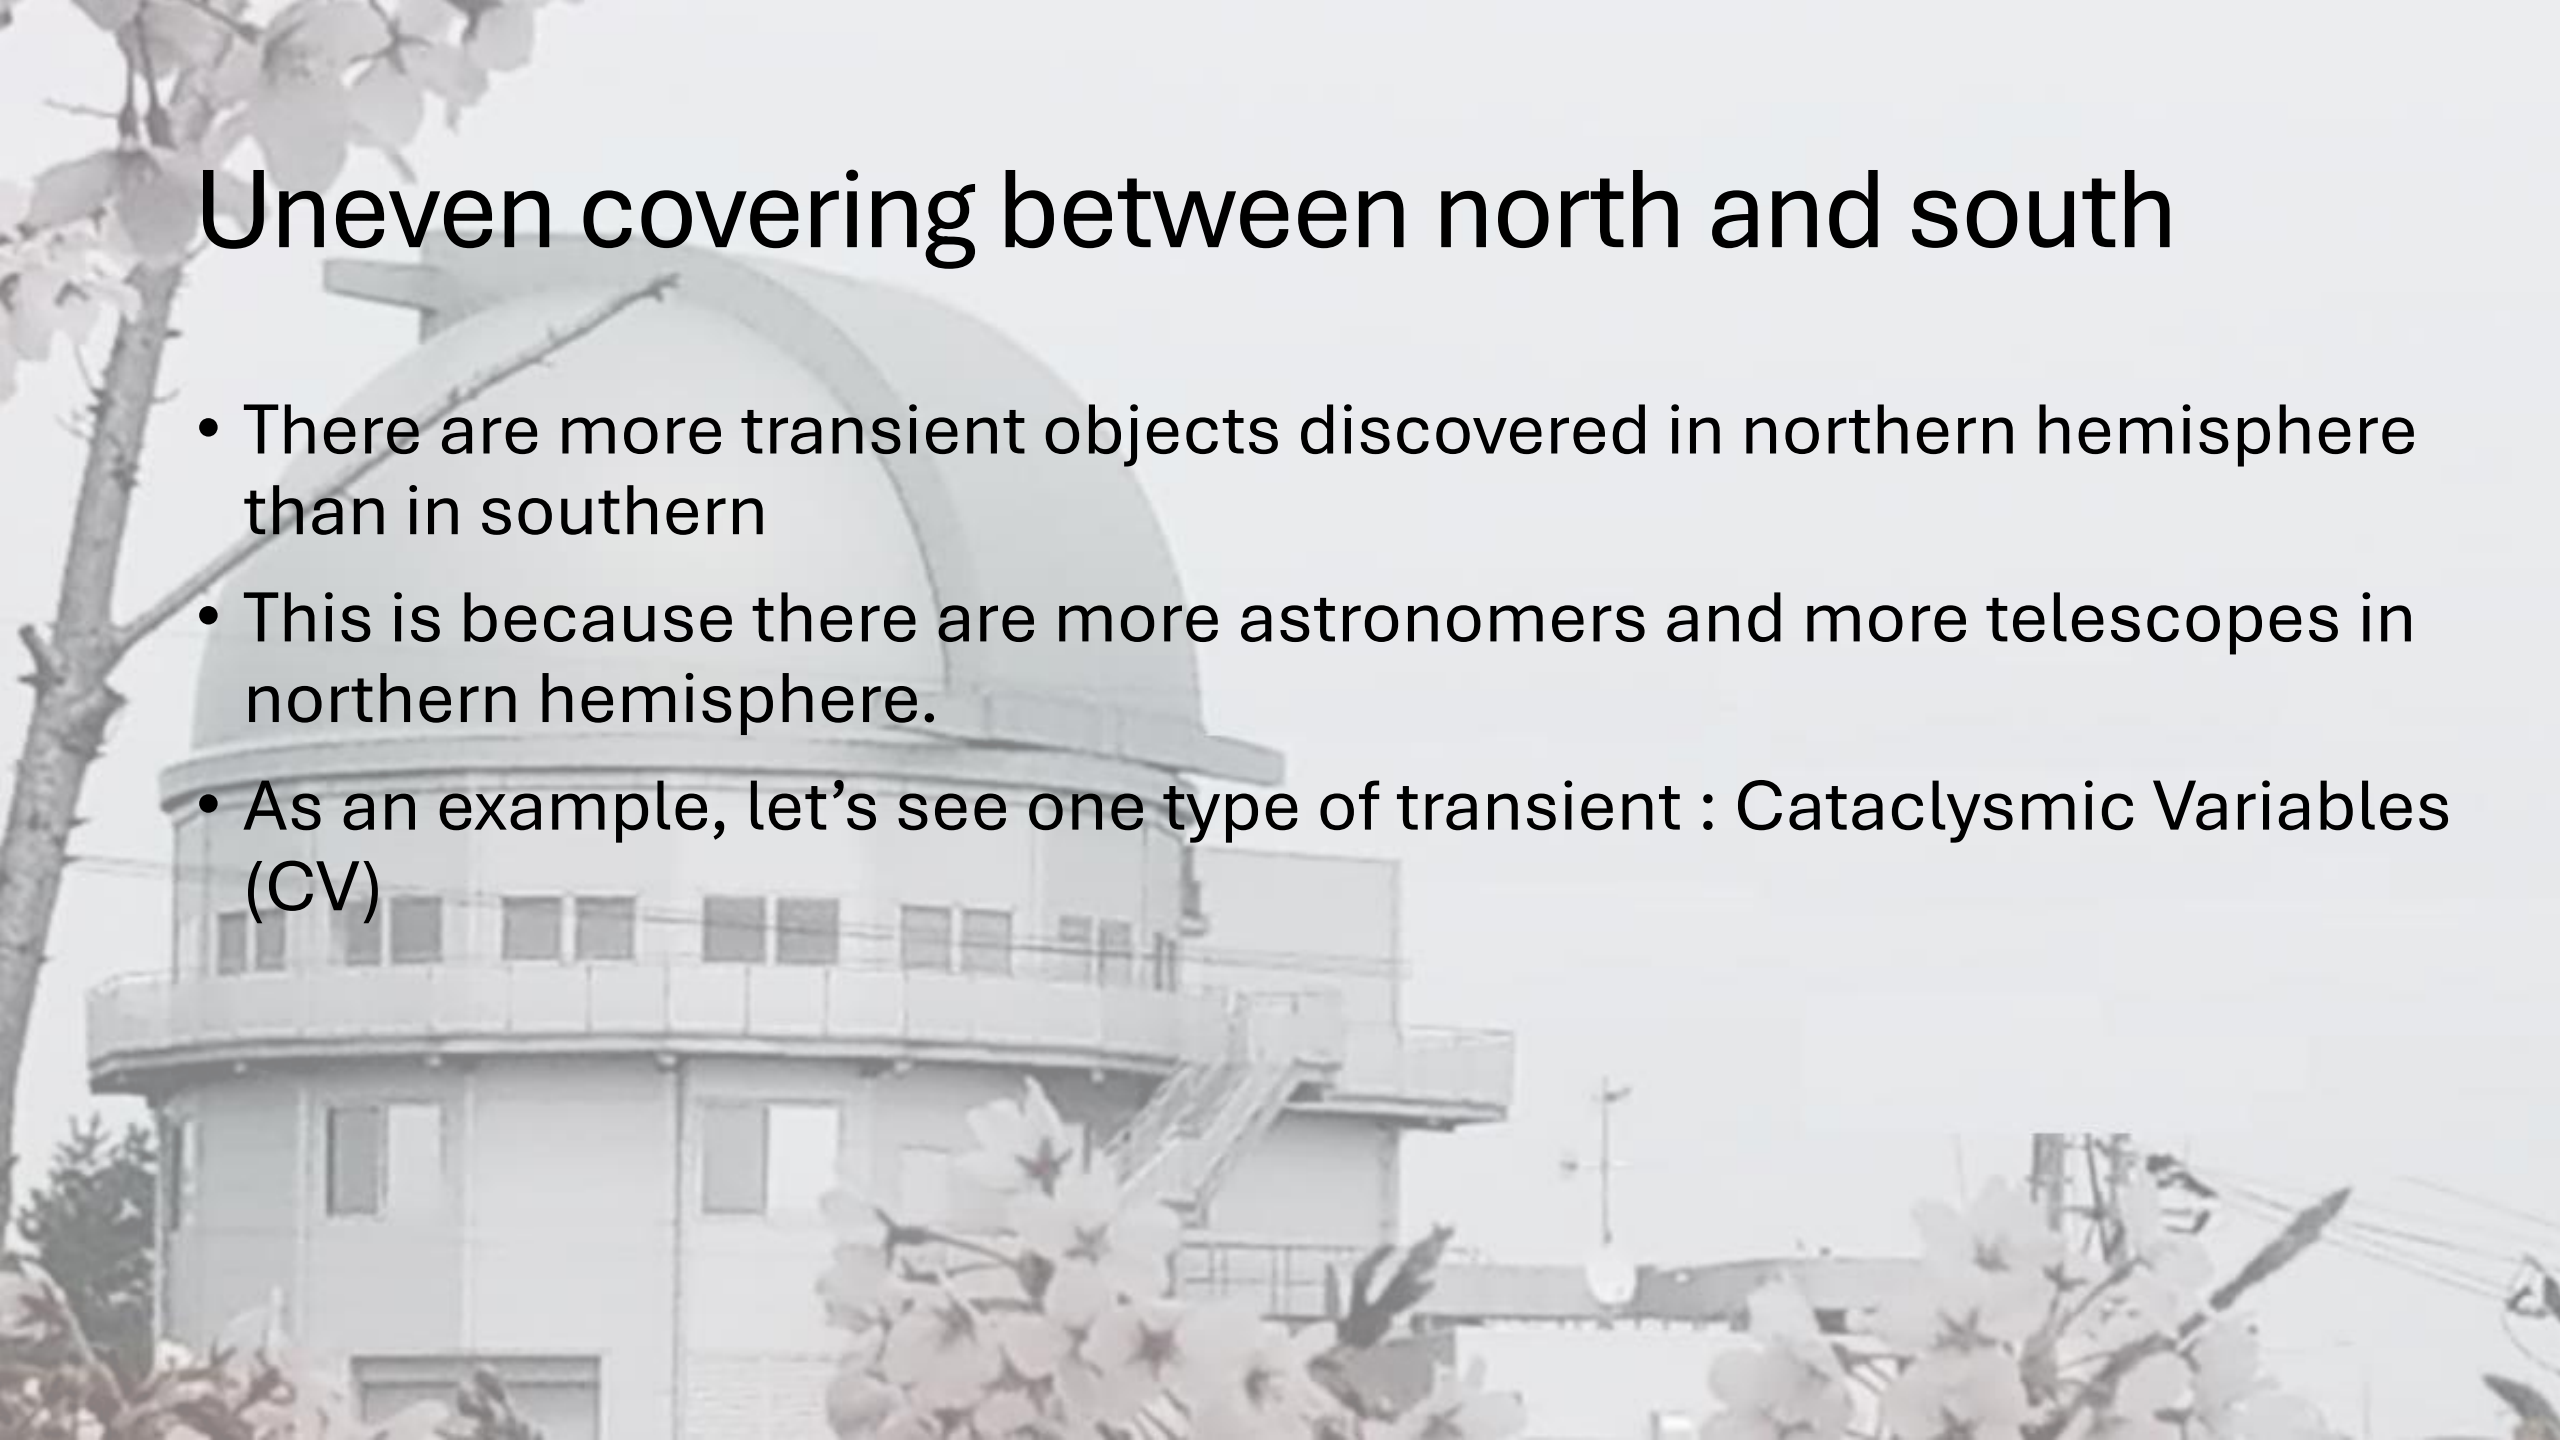 Uneven covering between north and south
• There are more transient objects discovered in northern hemisphere
than in southern
• This is because there are more astronomers and more telescopes in
northern hemisphere.
• As an example, let’s see one type of transient : Cataclysmic Variables
(CV)